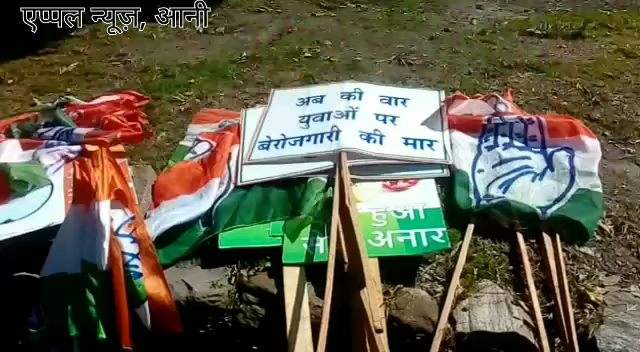 एप्पल न्यूज़, आनी
अब की वार
युवाओं पर
बेरोजगारी की मार
हुआ
अनार